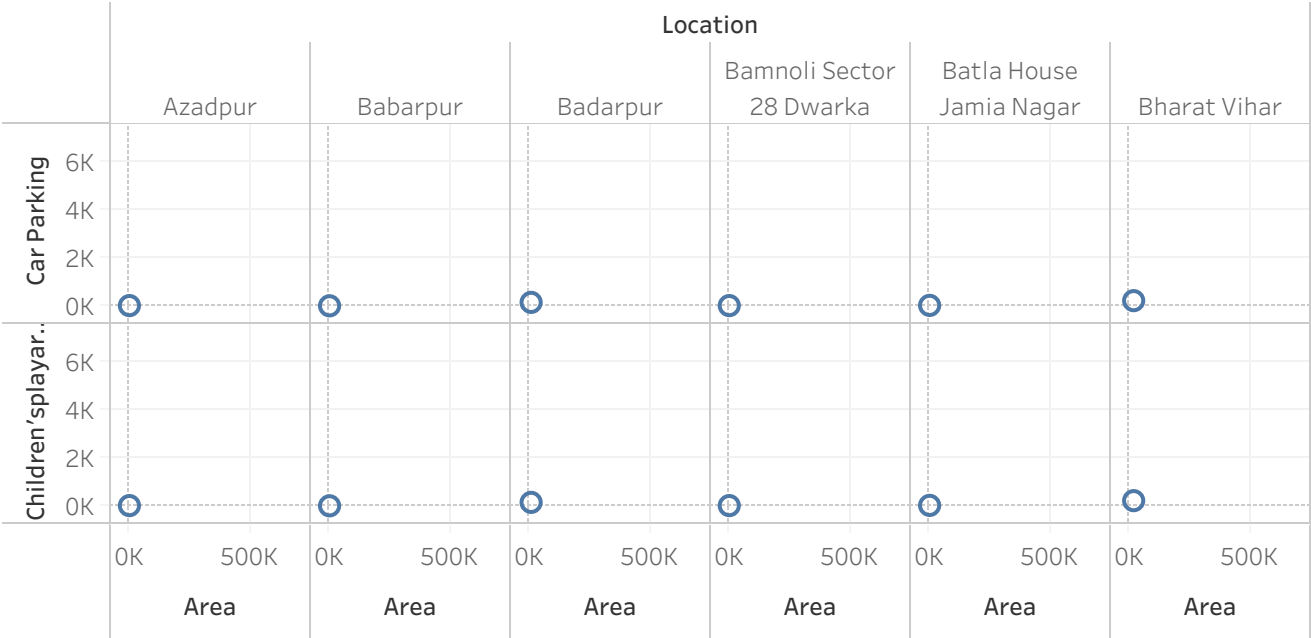 Location
Azadpur
Babarpur
Badarpur
Bamnoli Sector
28 Dwarka
Batla House
Jamia Nagar
Bharat Vihar
Car Parking
6K
4K
2K
0K
Children'splayar..
6K
4K
2K
0K
0K 500K 0K 500K 0K 500K 0K 500K 0K 500K 0K 500K
Area Area Area Area Area Area